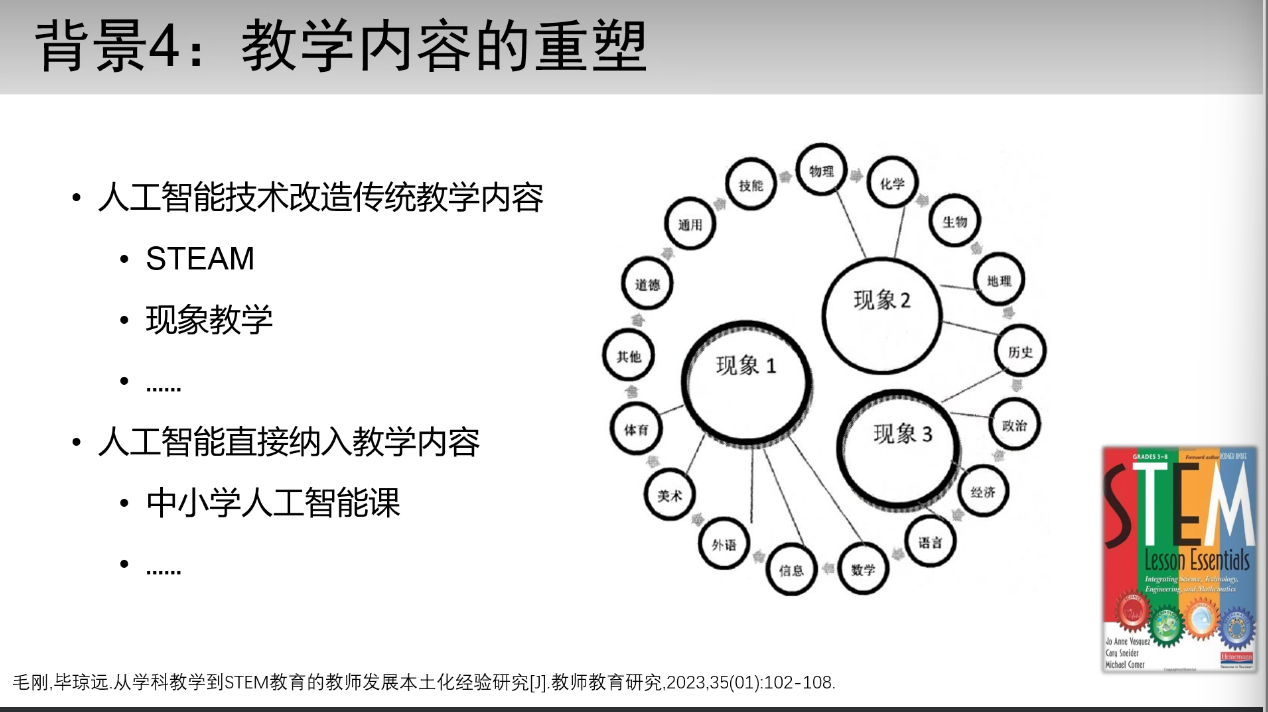 背景4：教学内容的重塑
• 人工智能技术改造传统教学内容
• STEAM
• 现象教学
• ......
• 人工智能直接纳入教学内容
• 中小学人工智能课
• ......
物理
化学
生物
地理
历史
政治
经济
语言
数学
信息
外语
美术
体育
其他
道德
通用
技能
现象2
现象 1
现象 3
GRADES 3–8
STEM
Lesson Essentials
Integrating Science, Technology,
Engineering, and Mathematics
Jo Anne Vasquez
Cary Sneider
Michael Comer
毛刚,毕琼远.从学科教学到STEM教育的教师发展本土化经验研究[J].教师教育研究,2023,35(01):102-108.